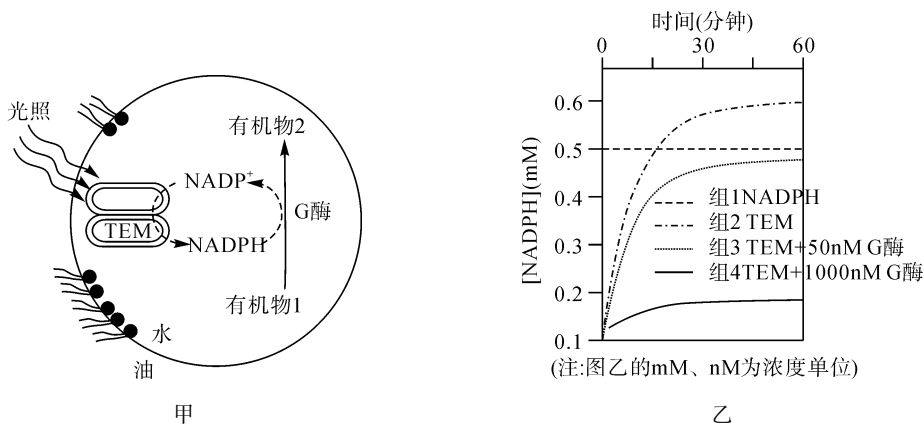 光照
有机物2
NADP+
G酶
TEM
NADPH
有机物1
水
油
甲
时间(分钟)
0 30 60
[NADPH](mM)
0.6
0.5
0.4
0.3
0.2
0.1
组1NADPH
组2 TEM
组3 TEM+50nM G酶
组4TEM+1000nM G酶
(注:图乙的mM、nM为浓度单位)
乙